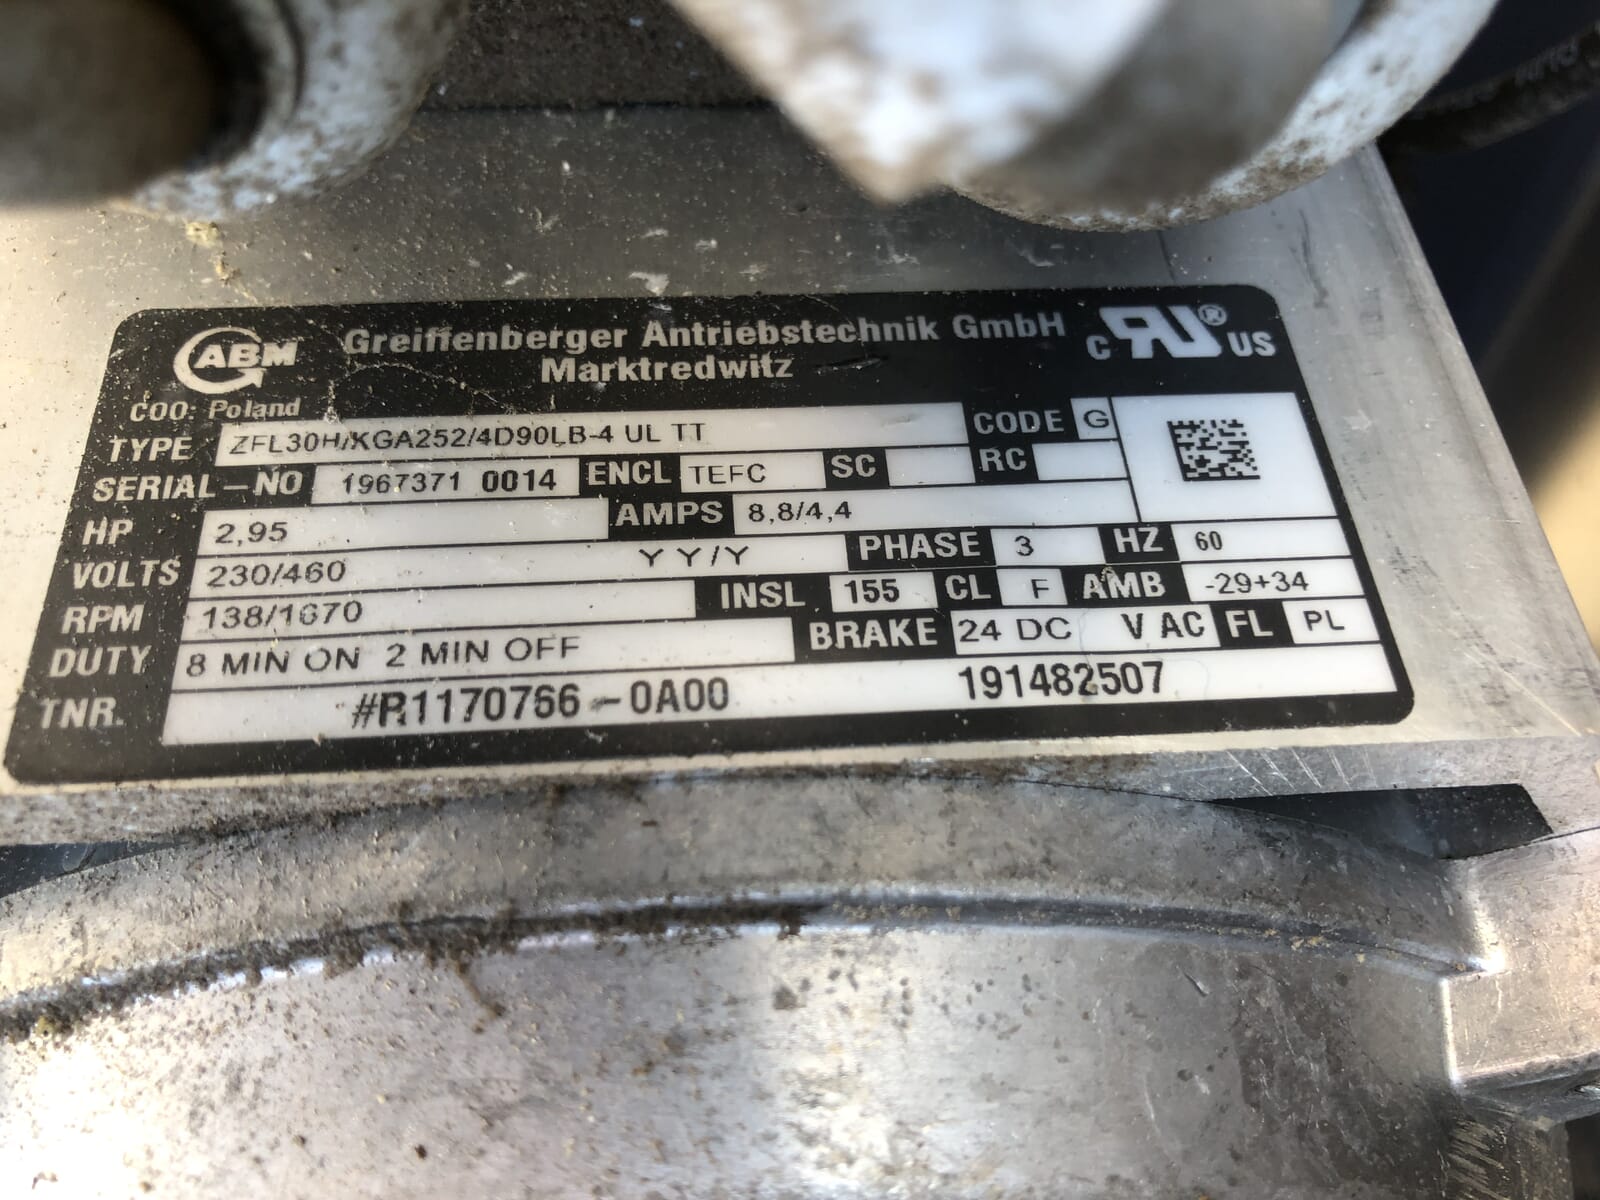 ABM Greiffenberger Antriebstechnik GmbH
Marktredwitz
C RU® US
COO: Poland
TYPE ZFL30H/KGA252/4D90LB-4 UL TT CODE G
SERIAL-NO 1967371 0014 ENCL TEFC SC RC
HP 2,95 AMPS 8,8/4,4
VOLTS 230/460 Y Y/Y PHASE 3 HZ 60
RPM 138/1670 INSL 155 CL F AMB -29+34
DUTY 8 MIN ON 2 MIN OFF BRAKE 24 DC V AC FL PL
TNR. #R1170766-0A00 191482507